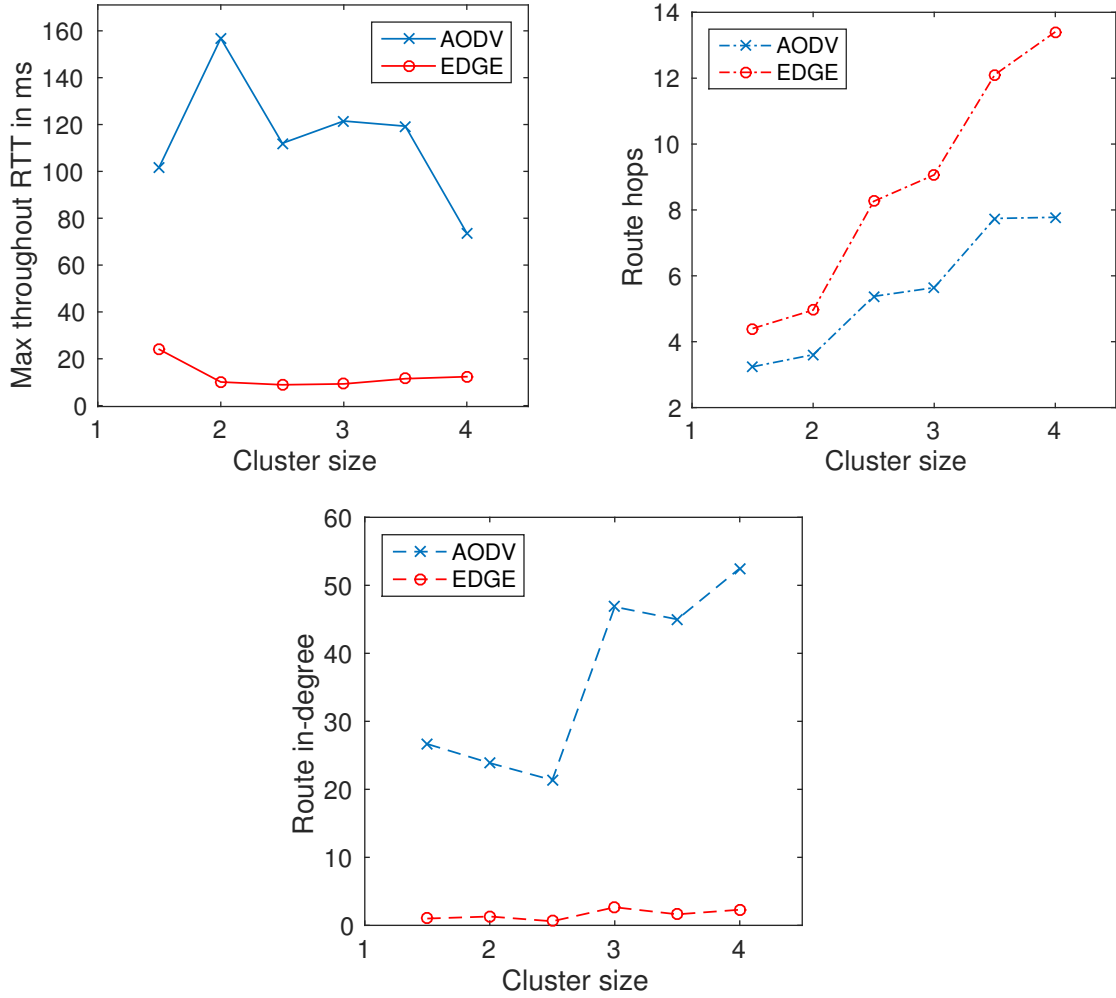 160
140
120
100
80
60
40
20
0
Max throughout RTT in ms
AODV
EDGE
1 2 3 4
Cluster size
14
12
10
8
6
4
2
Route hops
AODV
EDGE
1 2 3 4
Cluster size
60
50
40
30
20
10
0
Route in-degree
AODV
EDGE
1 2 3 4
Cluster size